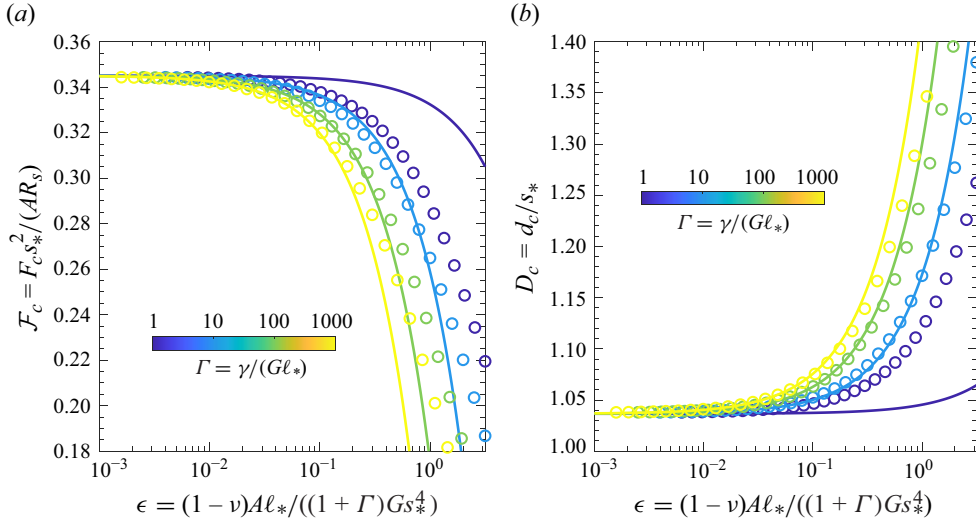 (a)
(b)
0.36
0.34
0.32
0.30
0.28
0.26
0.24
0.22
0.20
0.18
ℱ_c = F_c s_*^2/(AR_s)
1 10 100 1000
Γ = γ/(Gℓ_*)
10^−3 10^−2 10^−1 10^0
ϵ = (1 − ν)Aℓ_*/((1 + Γ)Gs_*^4)
1.40
1.35
1.30
1.25
1.20
1.15
1.10
1.05
1.00
D_c = d_c/s_*
1 10 100 1000
Γ = γ/(Gℓ_*)
10^−3 10^−2 10^−1 10^0
ϵ = (1 − ν)Aℓ_*/((1 + Γ)Gs_*^4)